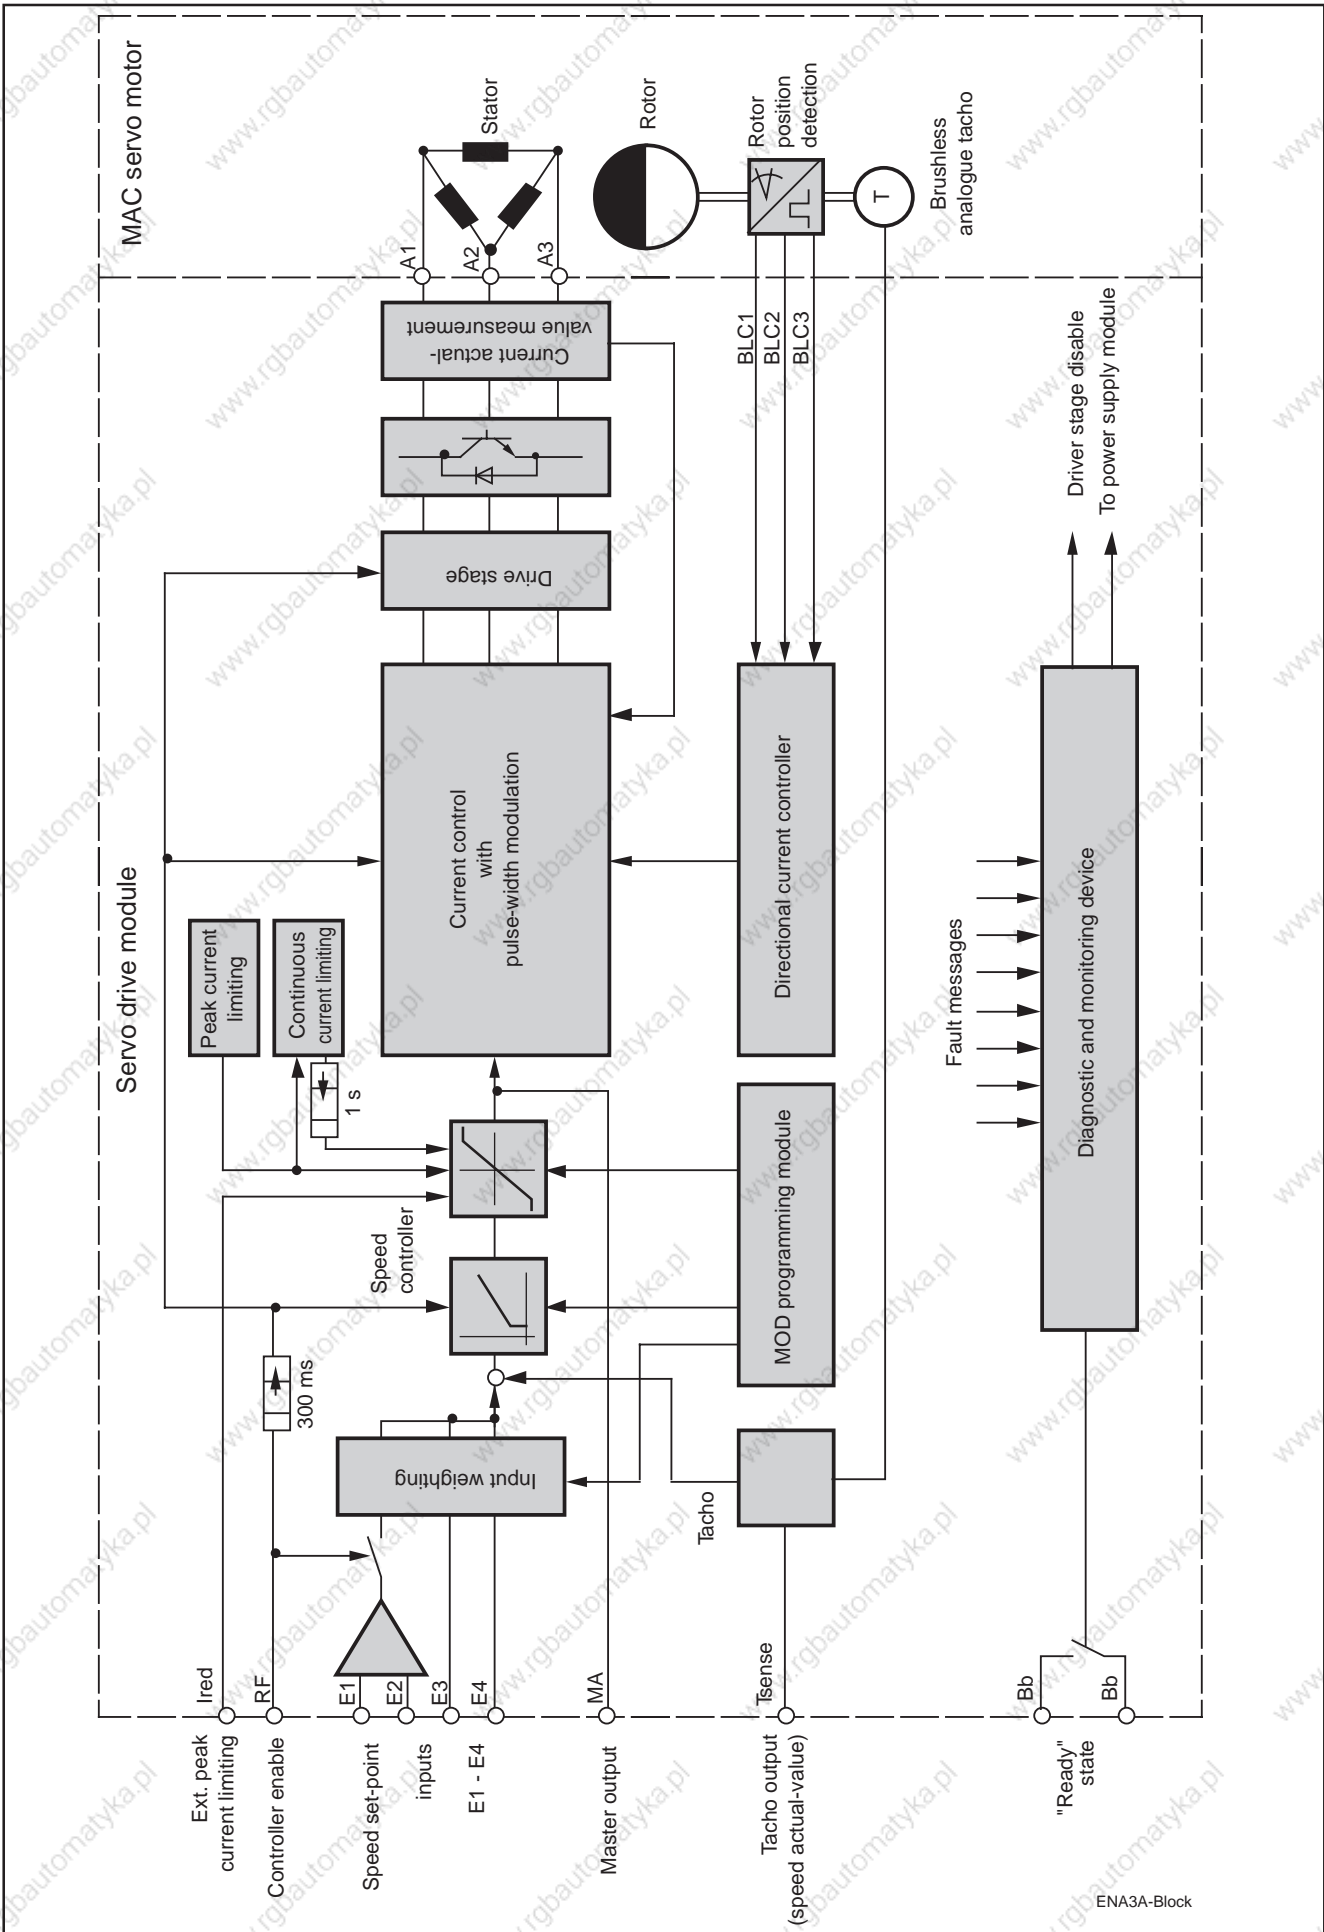 MAC servo motor
Servo drive module
Stator
Rotor
Rotor
position
detection
Brushless
analogue tacho
T
A1
A2
A3
Current actual-
value measurement
Drive stage
BLC1
BLC2
BLC3
Driver stage disable
To power supply module
Peak current
limiting
Continuous
current limiting
1 s
Current control
with
pulse-width modulation
Directional current controller
Fault messages
Diagnostic and monitoring device
Speed
controller
MOD programming module
300 ms
Input weighting
Tacho
Ired
RF
E1
E2
E3
E4
MA
Tsense
Bb
Bb
Ext. peak
current limiting
Controller enable
Speed set-point
inputs
E1 - E4
Master output
Tacho output
(speed actual-value)
"Ready"
state
ENA3A-Block
www.rgbautomatyka.pl